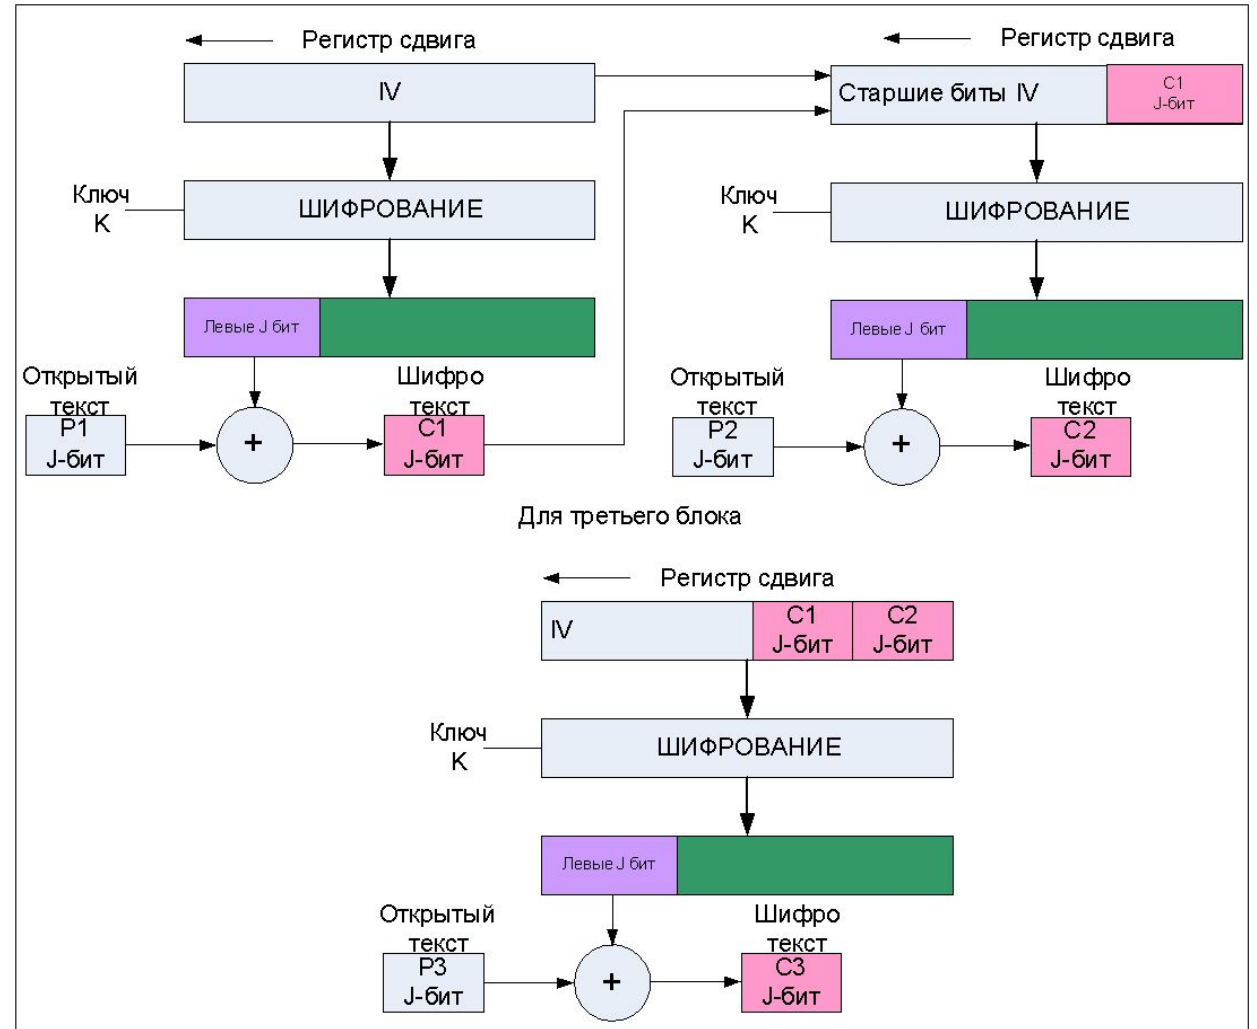 Регистр сдвига
IV
Ключ
K
ШИФРОВАНИЕ
Левые J бит
Открытый
текст
P1
J-бит
+
Шифро
текст
C1
J-бит
Регистр сдвига
Старшие биты IV
C1
J-бит
Ключ
K
ШИФРОВАНИЕ
Левые J бит
Открытый
текст
P2
J-бит
+
Шифро
текст
C2
J-бит
Для третьего блока
Регистр сдвига
IV
C1
J-бит
C2
J-бит
Ключ
K
ШИФРОВАНИЕ
Левые J бит
Открытый
текст
P3
J-бит
+
Шифро
текст
C3
J-бит